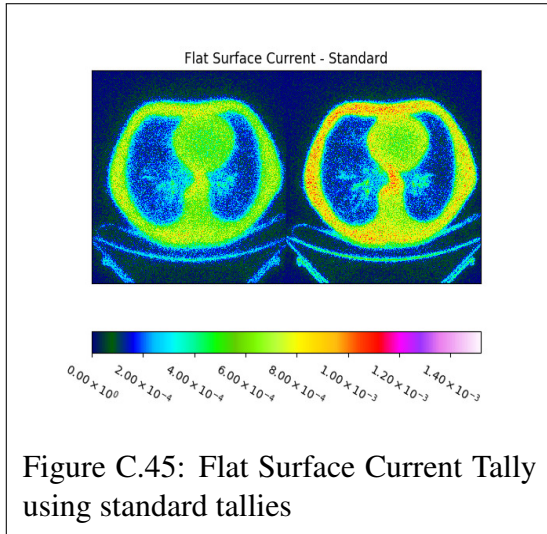 Flat Surface Current - Standard
0.00 × 10⁰
2.00 × 10⁻⁴
4.00 × 10⁻⁴
6.00 × 10⁻⁴
8.00 × 10⁻⁴
1.00 × 10⁻³
1.20 × 10⁻³
1.40 × 10⁻³
Figure C.45: Flat Surface Current Tally
using standard tallies